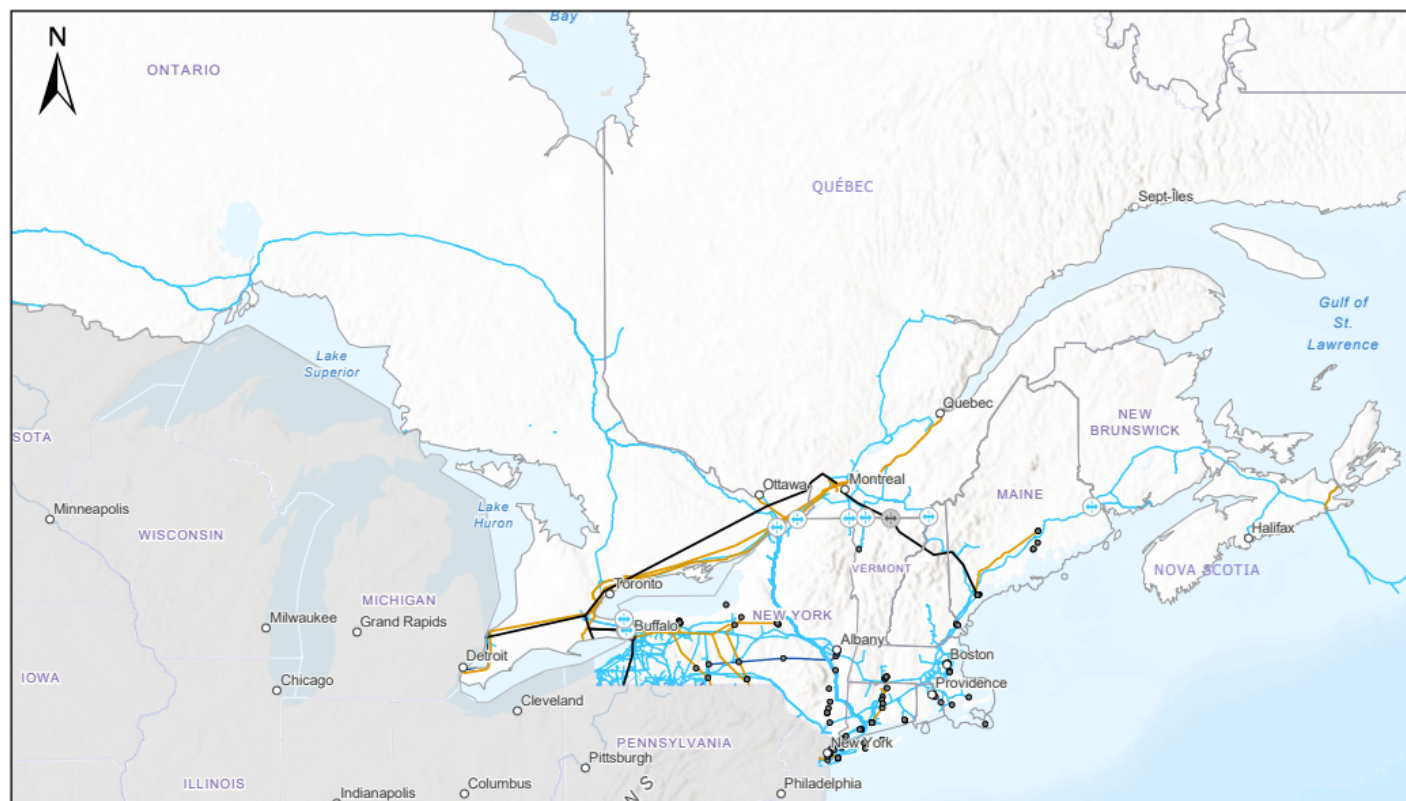 Bay
N
ONTARIO
QUÉBEC
Sept-Îles
Gulf of
St.
Lawrence
Lake
Superior
Quebec
NEW
BRUNSWICK
SOTA
Ottawa
Montreal
MAINE
Minneapolis
Lake
Huron
WISCONSIN
Halifax
VERMONT
NOVA SCOTIA
Toronto
MICHIGAN
NEW YORK
Milwaukee
Grand Rapids
Buffalo
Albany
Detroit
Boston
IOWA
Chicago
Providence
Cleveland
PENNSYLVANIA
New York
Pittsburgh
ILLINOIS
Columbus
Philadelphia
Indianapolis